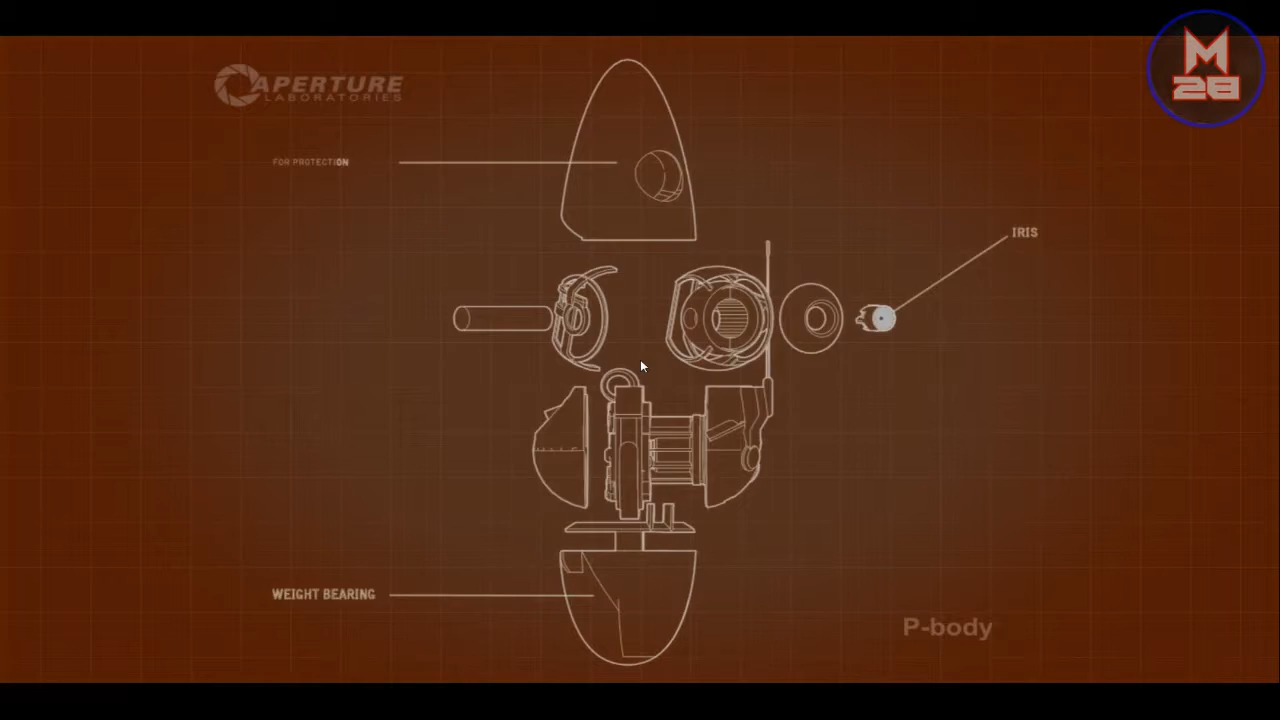 APERTURE
LABORATORIES
M
28
FOR PROTECTION
IRIS
WEIGHT BEARING
P-body